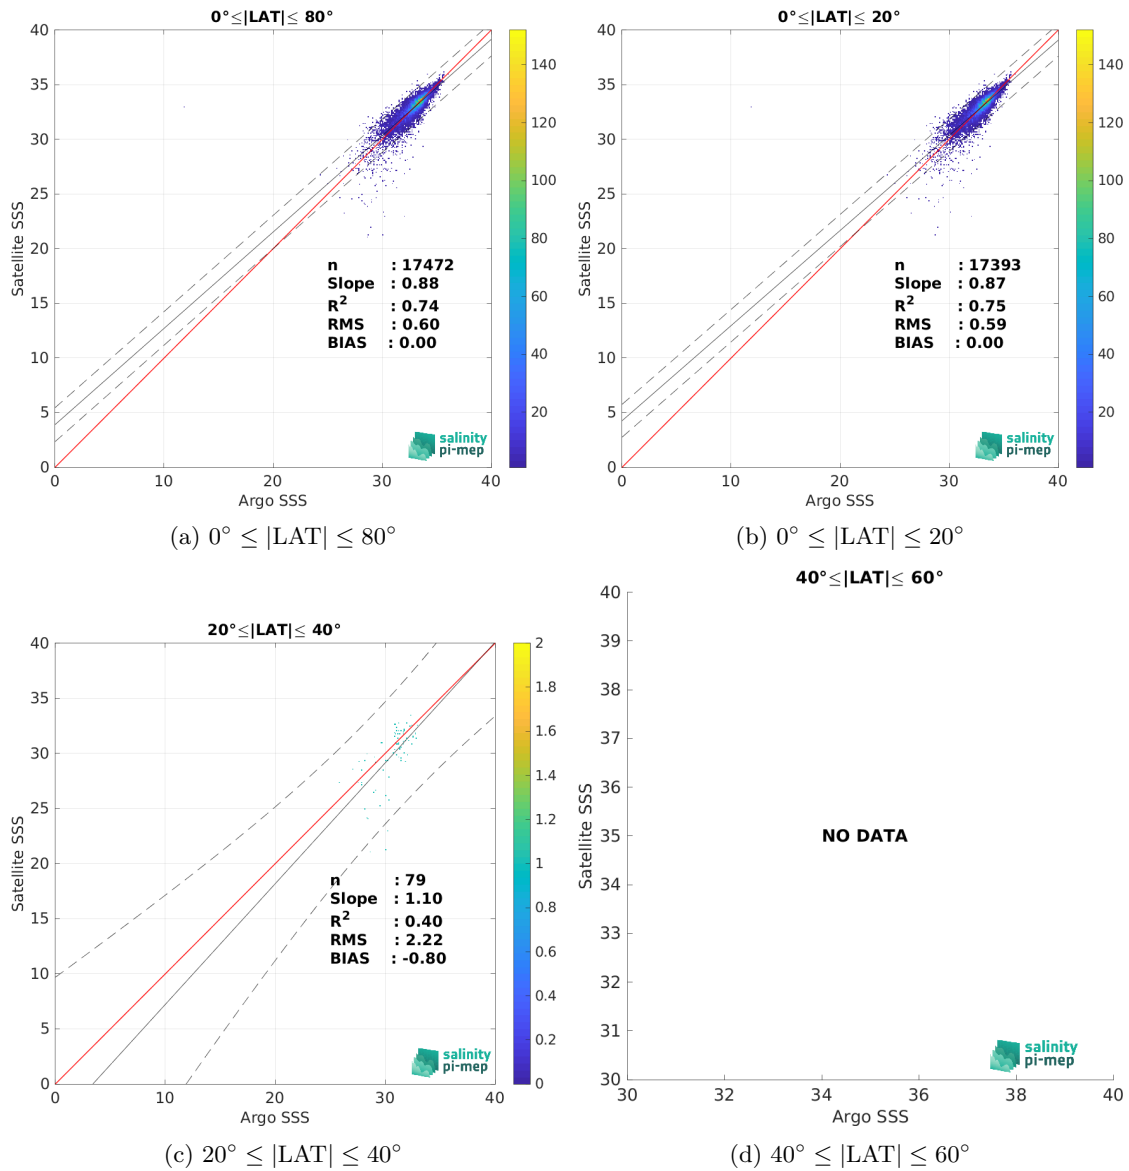 0°≤|LAT|≤ 80°
40
35
30
25
20
15
10
5
0
0
10
20
30
40
Satellite SSS
Argo SSS
n : 17472
Slope : 0.88
R2 : 0.74
RMS : 0.60
BIAS : 0.00
140
120
100
80
60
40
20
salinity
pi-mep
(a) 0° ≤ |LAT| ≤ 80°
0°≤|LAT|≤ 20°
40
35
30
25
20
15
10
5
0
0
10
20
30
40
Satellite SSS
Argo SSS
n : 17393
Slope : 0.87
R2 : 0.75
RMS : 0.59
BIAS : 0.00
140
120
100
80
60
40
20
salinity
pi-mep
(b) 0° ≤ |LAT| ≤ 20°
20°≤|LAT|≤ 40°
40
35
30
25
20
15
10
5
0
0
10
20
30
40
Satellite SSS
Argo SSS
n : 79
Slope : 1.10
R2 : 0.40
RMS : 2.22
BIAS : -0.80
2
1.8
1.6
1.4
1.2
1
0.8
0.6
0.4
0.2
0
salinity
pi-mep
(c) 20° ≤ |LAT| ≤ 40°
40°≤|LAT|≤ 60°
40
39
38
37
36
35
34
33
32
31
30
30
32
34
36
38
40
Satellite SSS
Argo SSS
NO DATA
salinity
pi-mep
(d) 40° ≤ |LAT| ≤ 60°